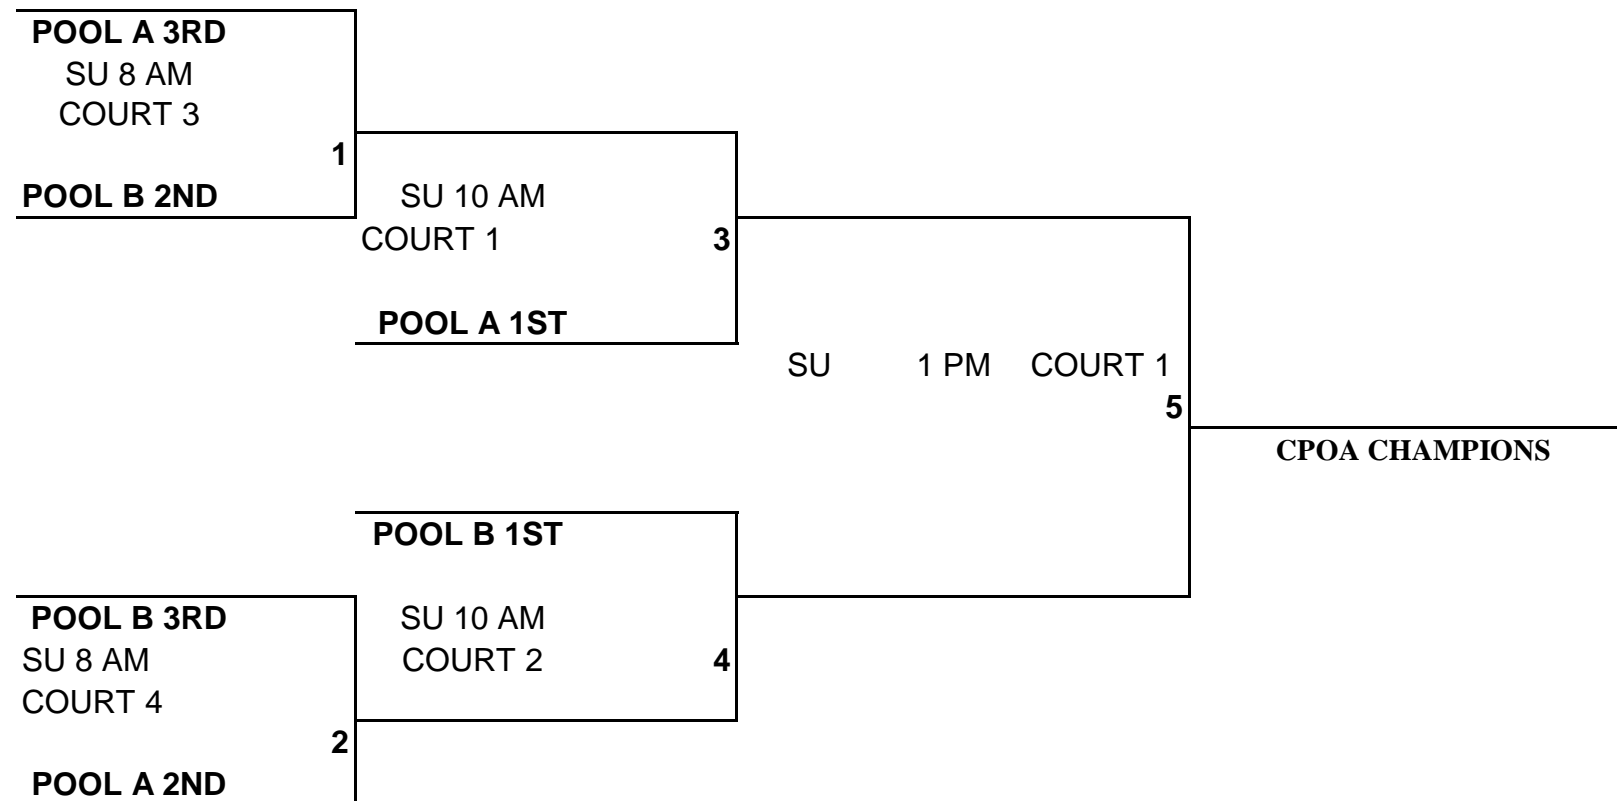 POOL A 3RD
SU 8 AM
COURT 3
1
POOL B 2ND
SU 10 AM
COURT 1
3
POOL A 1ST
SU 1 PM COURT 1
5
CPOA CHAMPIONS
POOL B 1ST
POOL B 3RD
SU 8 AM
COURT 4
SU 10 AM
COURT 2
4
2
POOL A 2ND